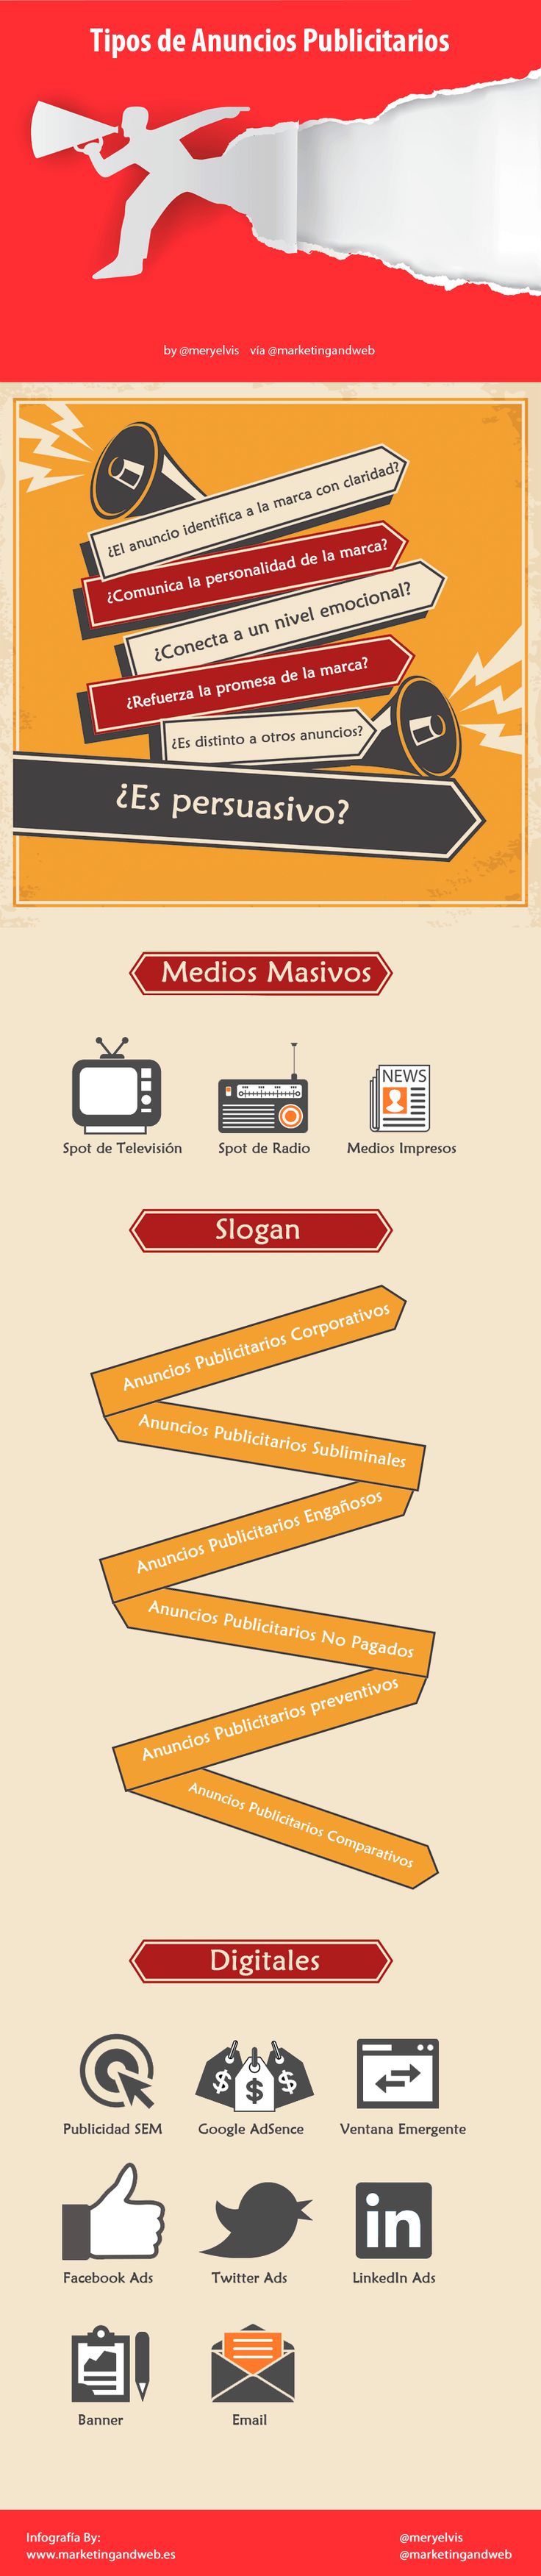 Tipos de Anuncios Publicitarios
by @meryelvis vía @marketingandweb
¿El anuncio identifica a la marca con claridad?
¿Comunica la personalidad de la marca?
¿Conecta a un nivel emocional?
¿Refuerza la promesa de la marca?
¿Es distinto a otros anuncios?
¿Es persuasivo?
Medios Masivos
NEWS
Spot de Televisión
Spot de Radio
Medios Impresos
Slogan
Anuncios Publicitarios Corporativos
Anuncios Publicitarios Subliminales
Anuncios Publicitarios Engañosos
Anuncios Publicitarios No Pagados
Anuncios Publicitarios preventivos
Anuncios Publicitarios Comparativos
Digitales
$ $ $
Publicidad SEM
Google AdSence
Ventana Emergente
in
Facebook Ads
Twitter Ads
LinkedIn Ads
Banner
Email
Infografía By:
www.marketingandweb.es
@meryelvis
@marketingandweb